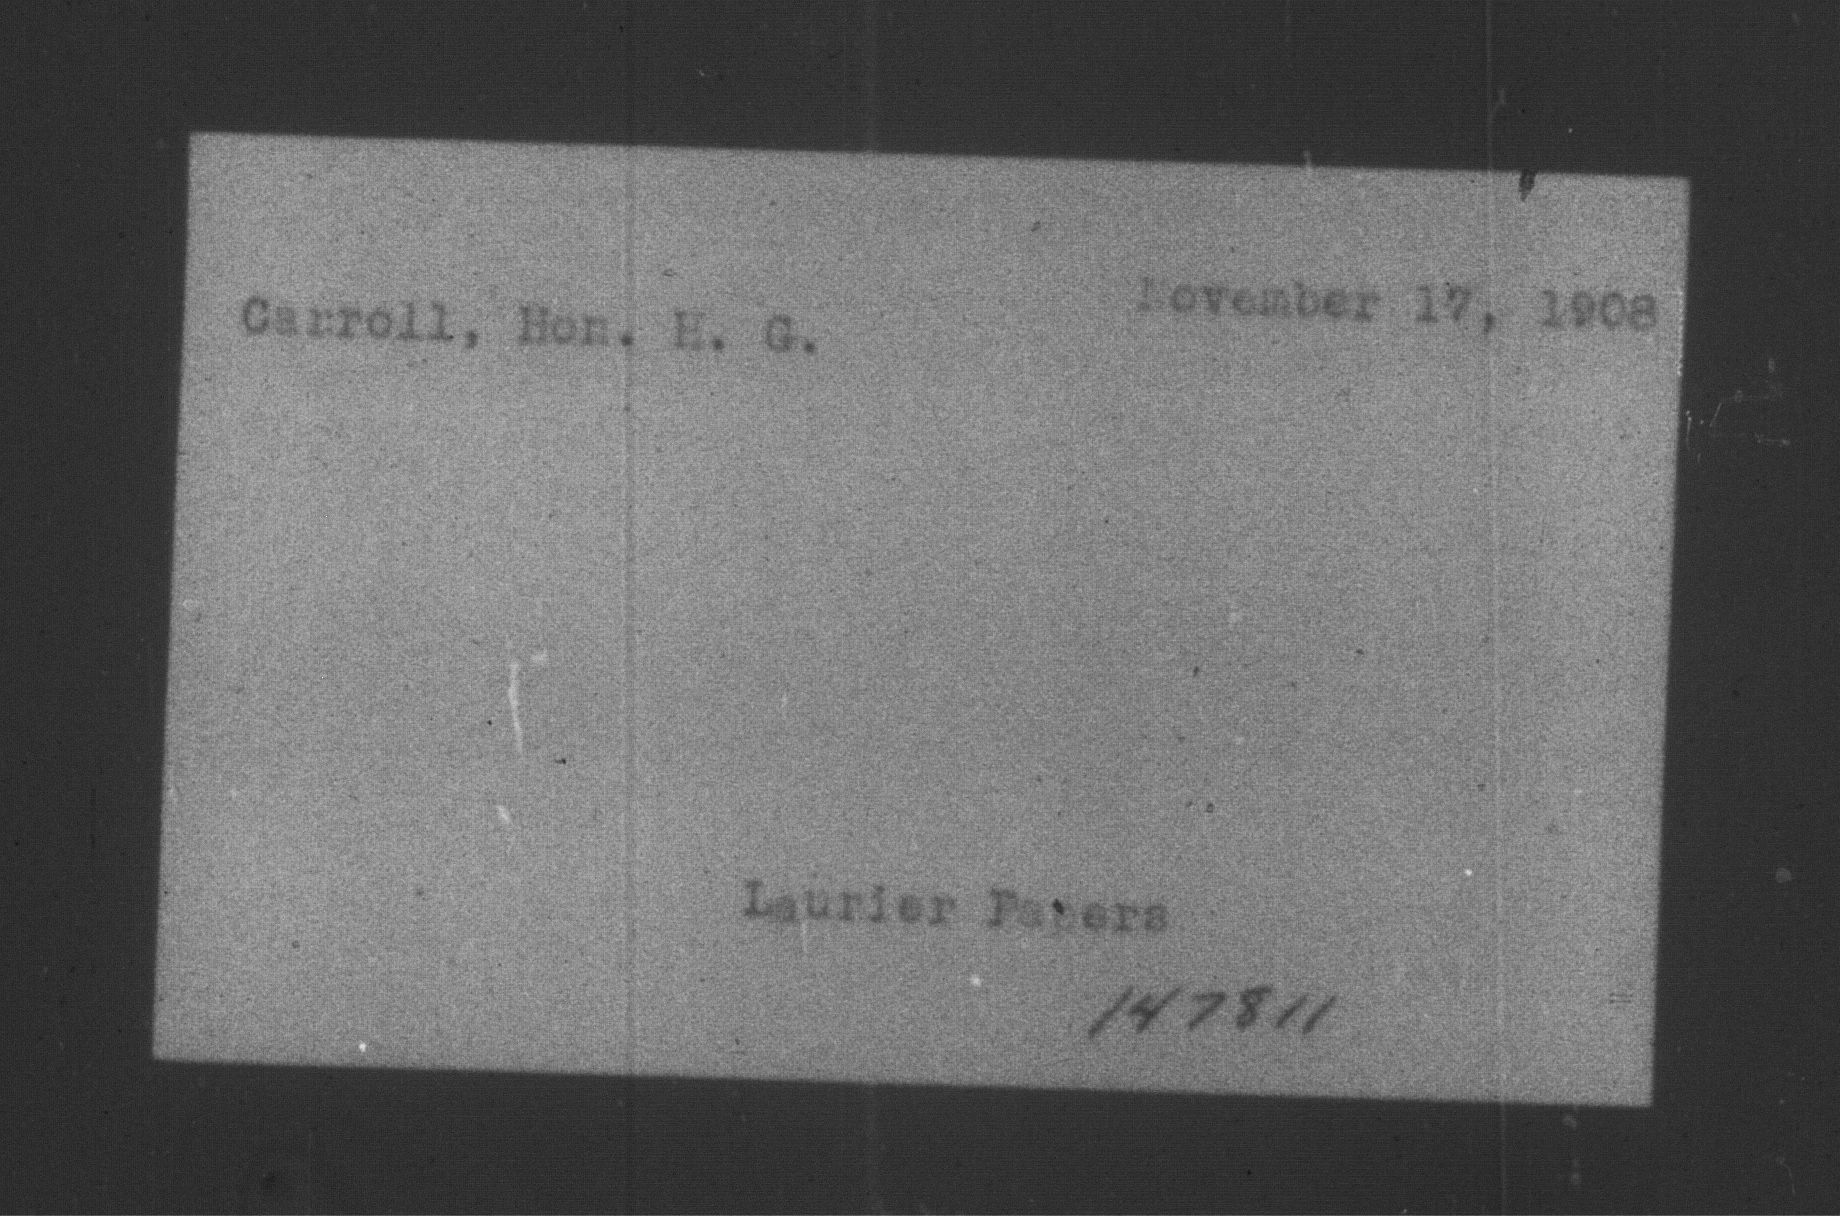 Carroll, Hon. H. G.
November 17, 1908
Laurier Papers
147811